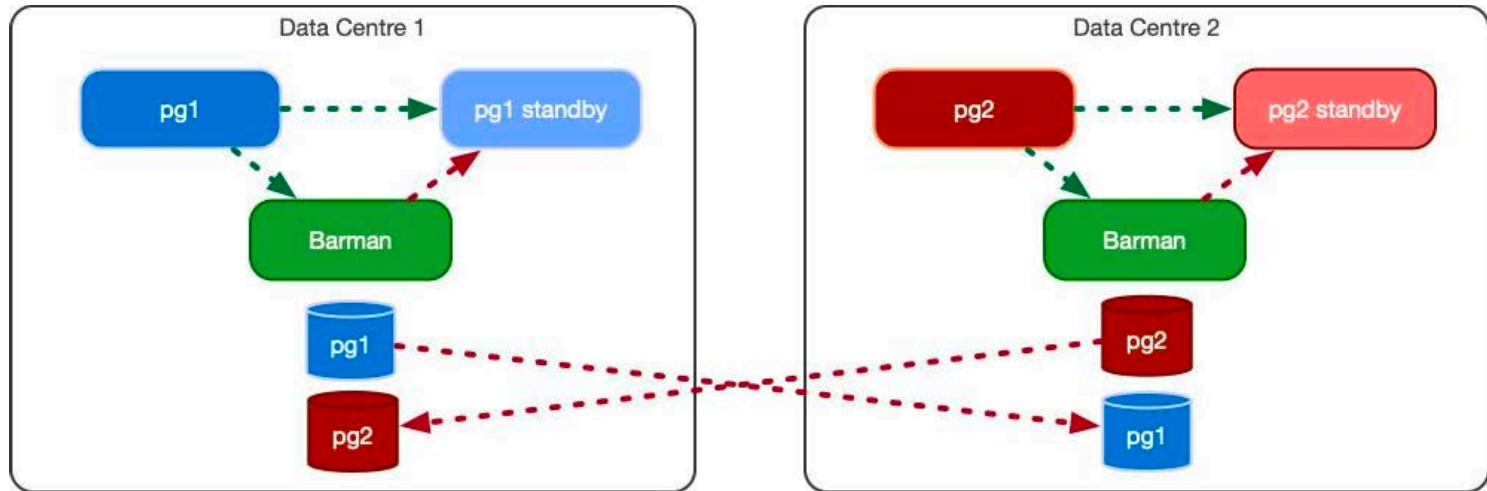 Data Centre 1
pg1
pg1 standby
Barman
pg1
pg2
Data Centre 2
pg2
pg2 standby
Barman
pg2
pg1